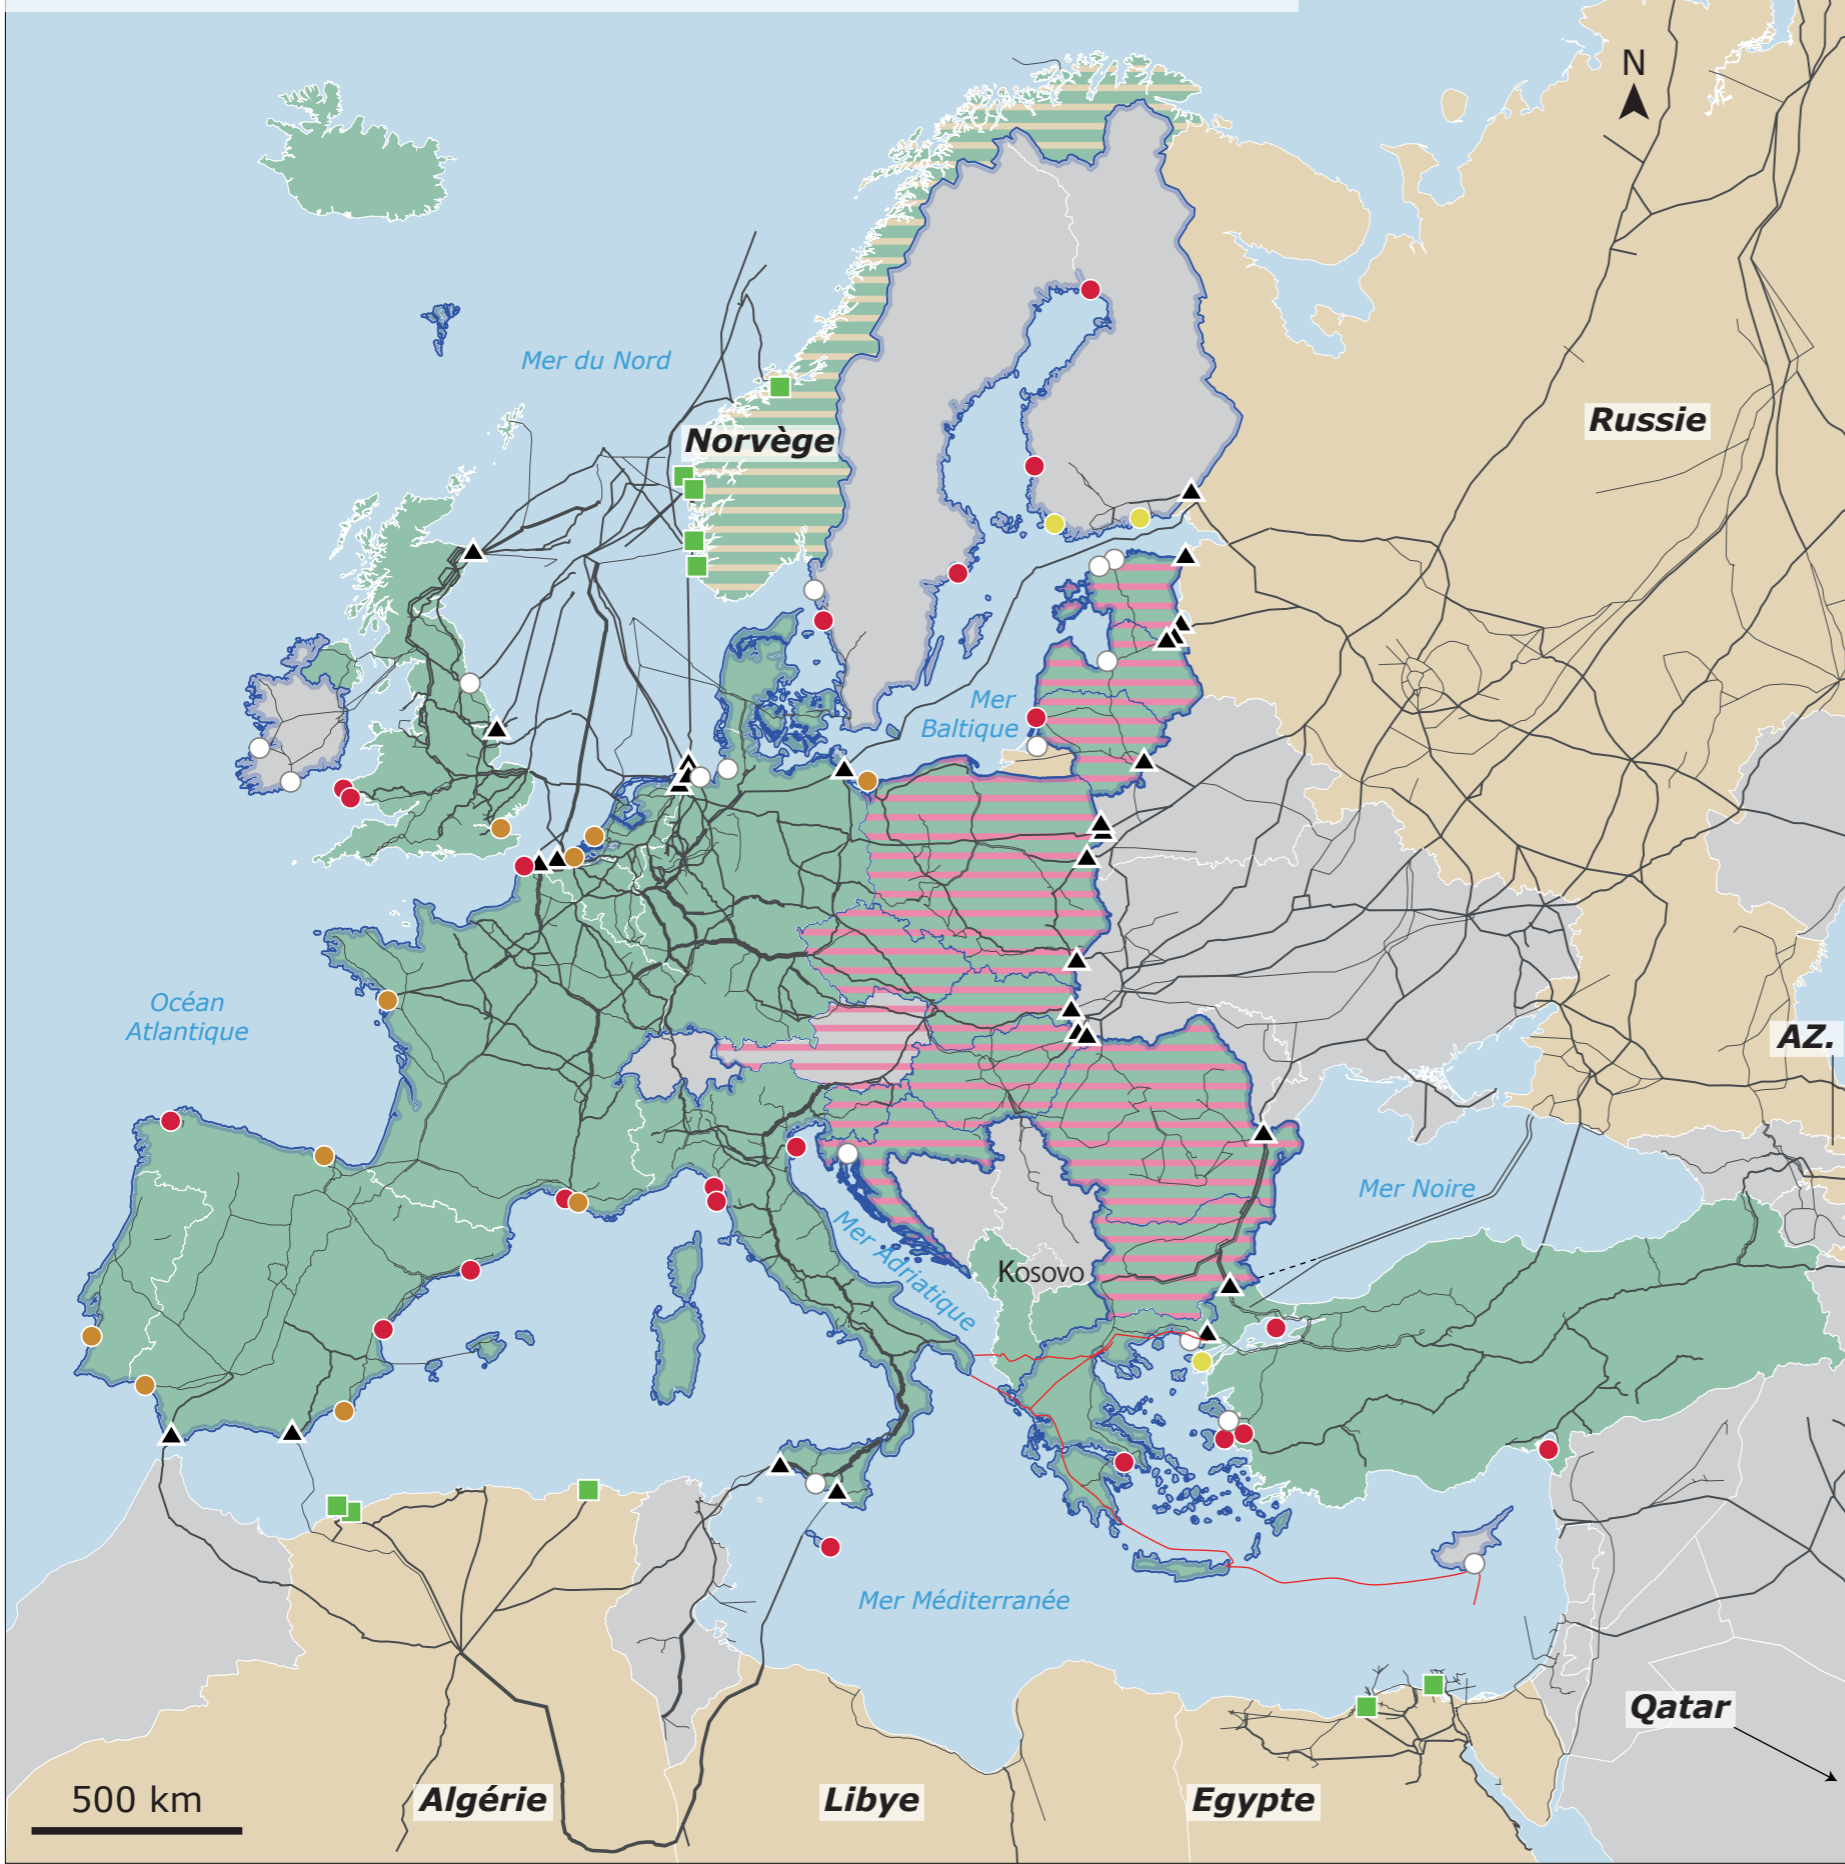 N
Mer du Nord
Russie
Norvège
Mer
Baltique
Océan
Atlantique
AZ.
Mer Noire
Mer Adriatique
Kosovo
Mer Méditerranée
Qatar
500 km
Algérie
Libye
Egypte